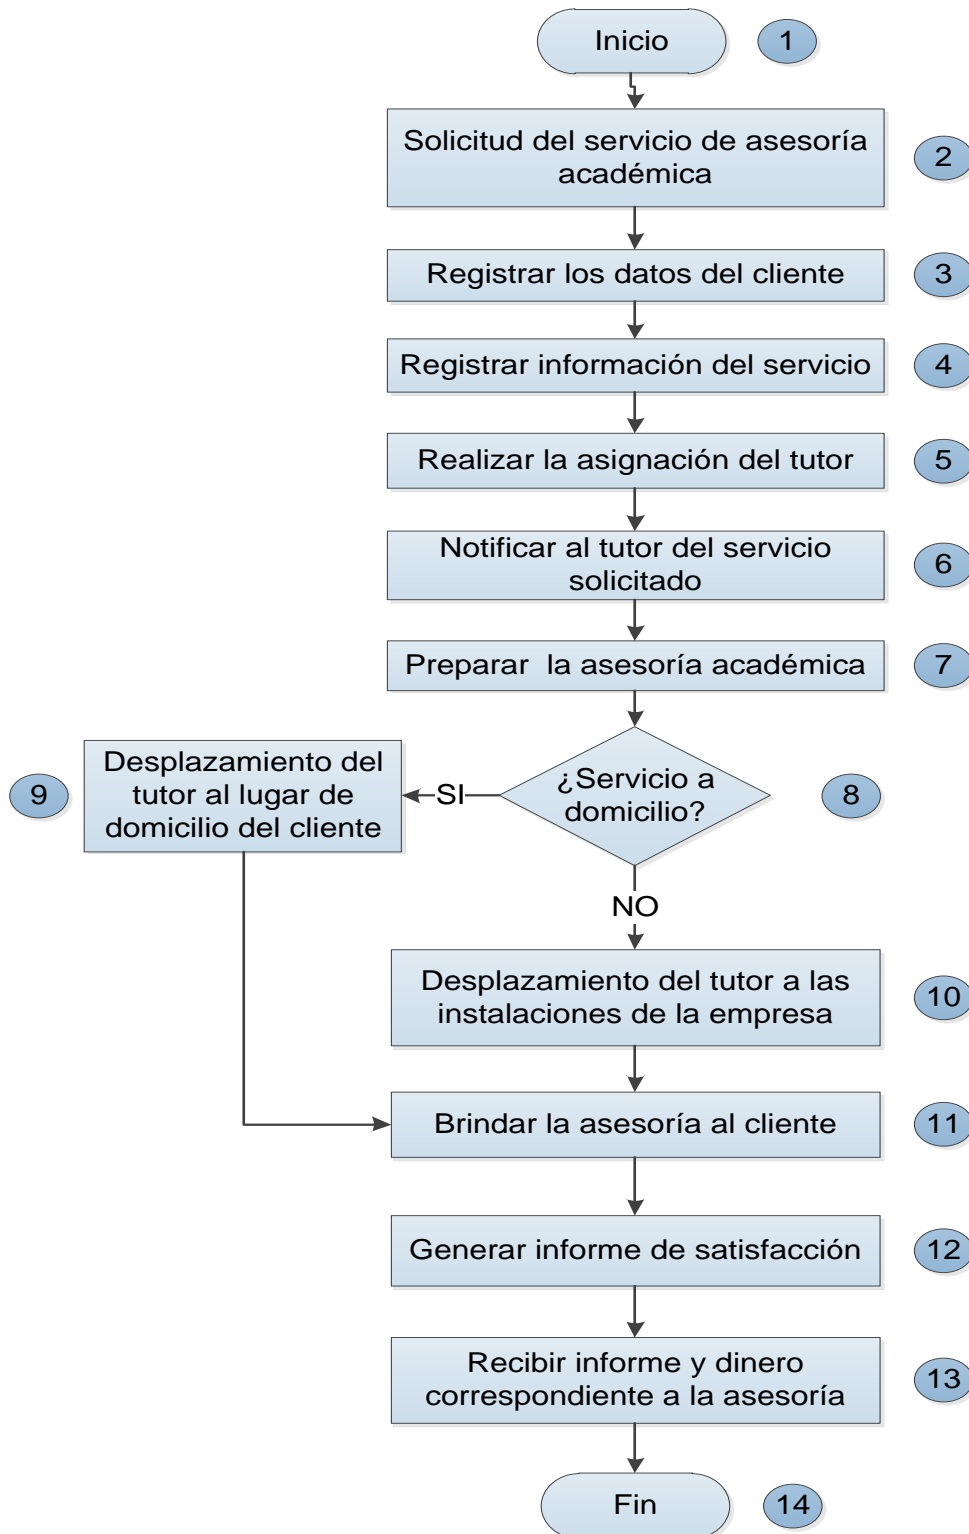 Inicio
1
Solicitud del servicio de asesoría
académica
2
Registrar los datos del cliente
3
Registrar información del servicio
4
Realizar la asignación del tutor
5
Notificar al tutor del servicio
solicitado
6
Preparar  la asesoría académica
7
¿Servicio a
domicilio?
8
SI
Desplazamiento del
tutor al lugar de
domicilio del cliente
9
NO
Desplazamiento del tutor a las
instalaciones de la empresa
10
Brindar la asesoría al cliente
11
Generar informe de satisfacción
12
Recibir informe y dinero
correspondiente a la asesoría
13
Fin
14